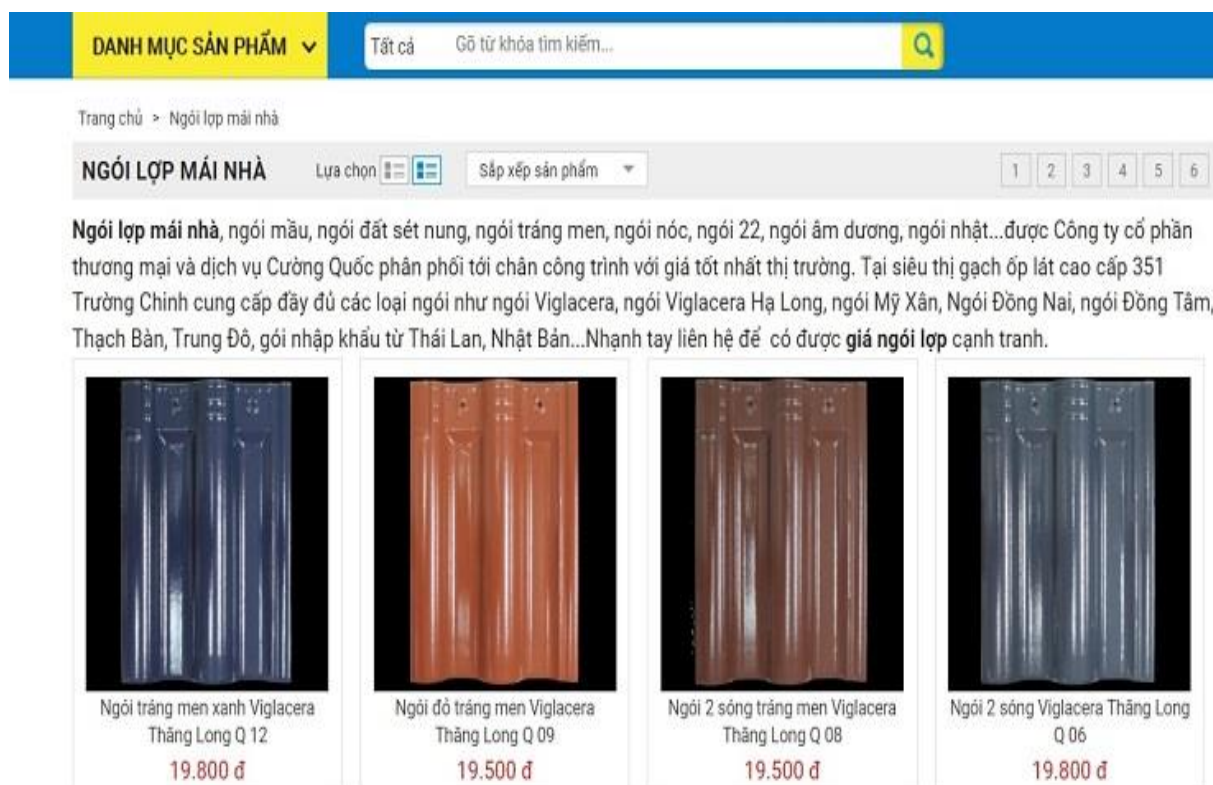 DANH MỤC SẢN PHẨM
Tất cả
Gõ từ khóa tìm kiếm...
Trang chủ > Ngói lợp mái nhà
NGÓI LỢP MÁI NHÀ
Lựa chọn
Sắp xếp sản phẩm
1 2 3 4 5 6
Ngói lợp mái nhà, ngói mầu, ngói đất sét nung, ngói tráng men, ngói nóc, ngói 22, ngói âm dương, ngói nhật...được Công ty cổ phần
thương mại và dịch vụ Cường Quốc phân phối tới chân công trình với giá tốt nhất thị trường. Tại siêu thị gạch ốp lát cao cấp 351
Trường Chinh cung cấp đầy đủ các loại ngói như ngói Viglacera, ngói Viglacera Hạ Long, ngói Mỹ Xân, Ngói Đồng Nai, ngói Đồng Tâm,
Thạch Bàn, Trung Đô, gói nhập khẩu từ Thái Lan, Nhật Bản...Nhanh tay liên hệ để có được giá ngói lợp cạnh tranh.
Ngói tráng men xanh Viglacera
Thăng Long Q 12
19.800 đ
Ngói đỏ tráng men Viglacera
Thăng Long Q 09
19.500 đ
Ngói 2 sóng tráng men Viglacera
Thăng Long Q 08
19.500 đ
Ngói 2 sóng Viglacera Thăng Long
Q 06
19.800 đ